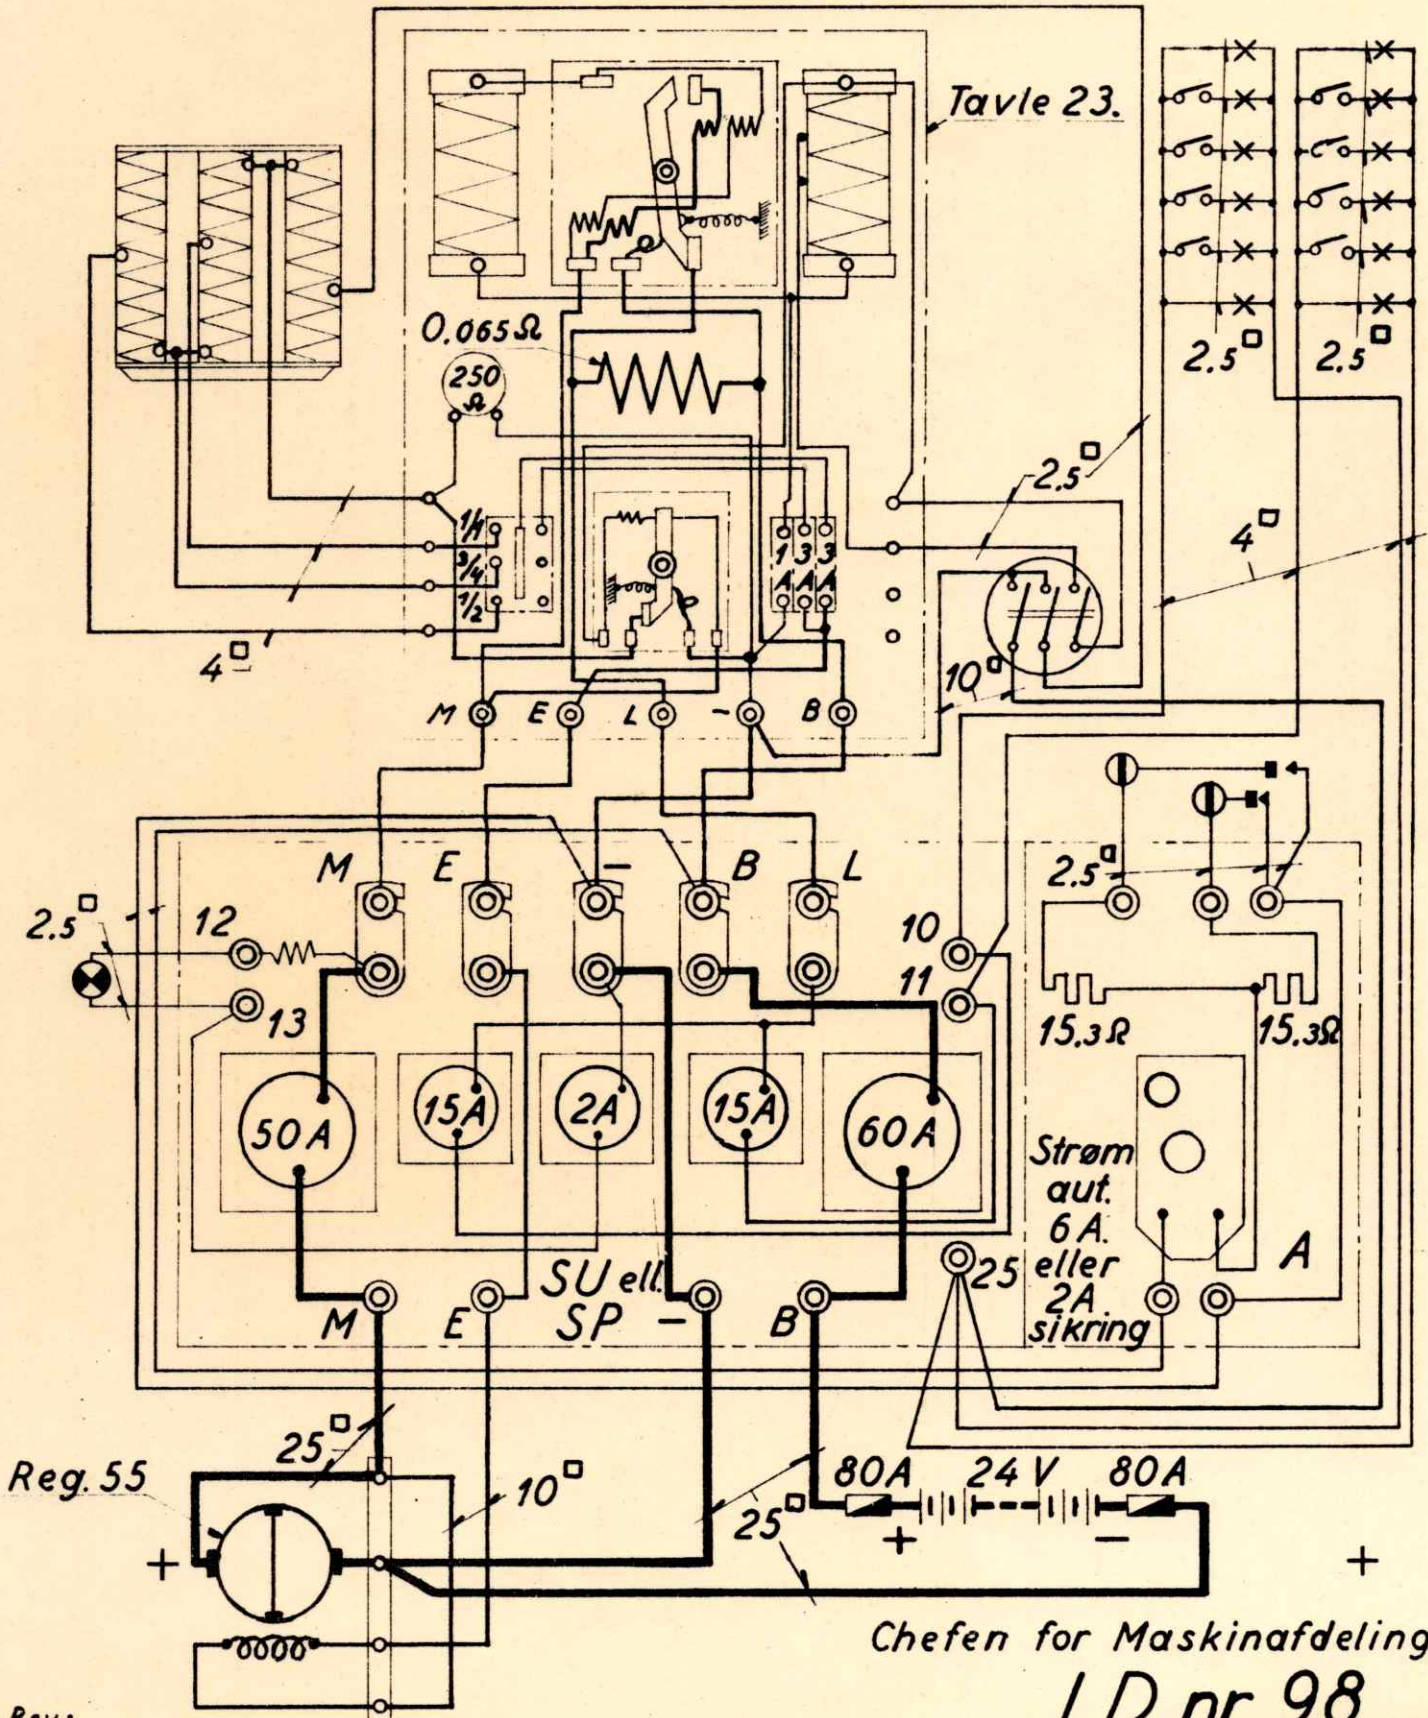 Tavle 23.
0.065Ω
250
Ω
2.5□
2.5□
2.5□
4□
1/1
3/4
1/2
1 3 3
A A A
4□
10□
M E L - B
M E - B L
2.5□
2.5□
12
10
13
11
15.3Ω
15.3Ω
50A
15A
2A
15A
60A
Strøm
aut.
6A.
eller
2A
sikring
A
25
SU ell.
SP
M E - B
25□
10□
25□
Reg. 55
80A 24V 80A
+ -
+ +
Chefen for Maskinafdeling
LD nr 98